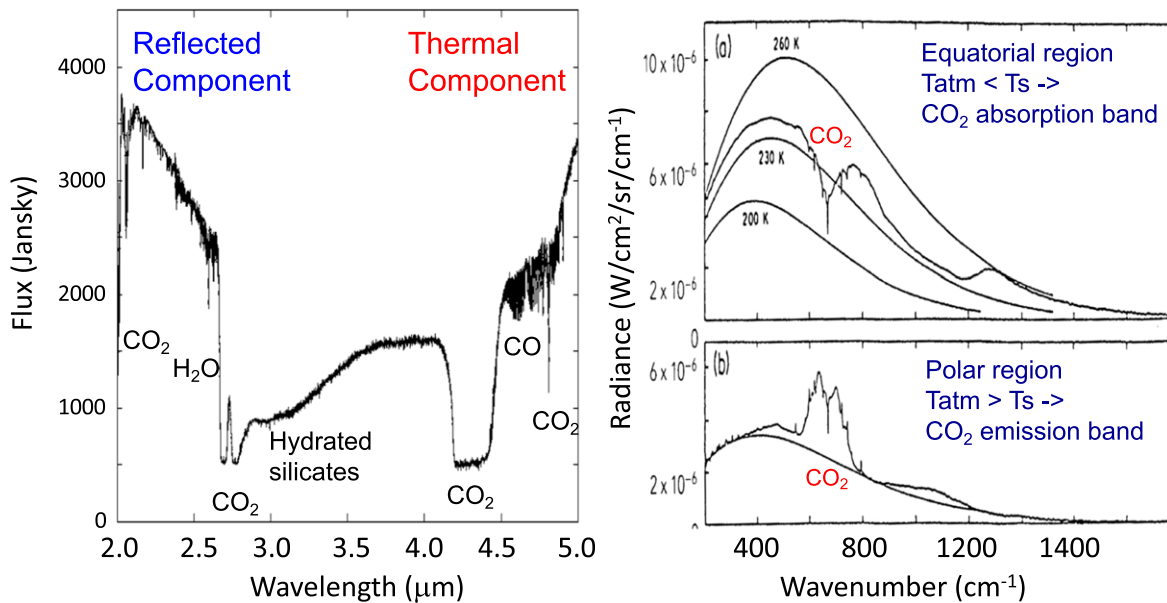 Reflected
Component
Thermal
Component
4000
3000
2000
1000
0
Flux (Jansky)
CO₂
H₂O
CO₂
Hydrated
silicates
CO₂
CO
CO₂
2.0 2.5 3.0 3.5 4.0 4.5 5.0
Wavelength (μm)
(a)
260 K
Equatorial region
Tatm < Ts ->
CO₂ absorption band
10 x 10⁻⁶
CO₂
230 K
6 x 10⁻⁶
200 K
2 x 10⁻⁶
0
Radiance (W/cm²/sr/cm⁻¹)
(b)
Polar region
Tatm > Ts ->
CO₂ emission band
6 x 10⁻⁶
CO₂
2 x 10⁻⁶
0
400 800 1200 1400
Wavenumber (cm⁻¹)